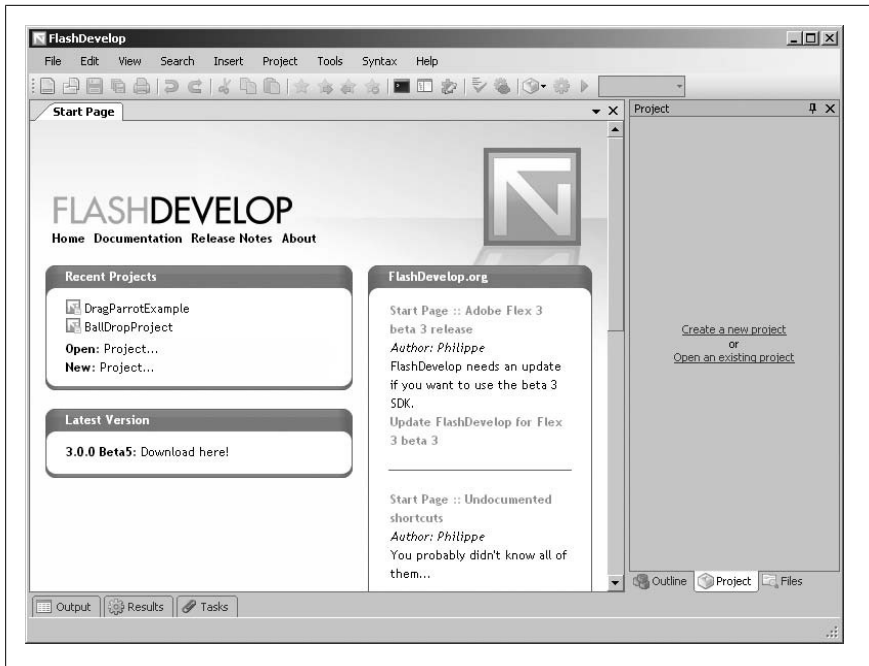 FlashDevelop
File Edit View Search Insert Project Tools Syntax Help
Start Page
Project
FLASHDEVELOP
Home Documentation Release Notes About
Recent Projects
DragParrotExample
BallDropProject
Open: Project...
New: Project...
Latest Version
3.0.0 Beta5: Download here!
FlashDevelop.org
Start Page :: Adobe Flex 3
beta 3 release
Author: Philippe
FlashDevelop needs an update
if you want to use the beta 3
SDK.
Update FlashDevelop for Flex
3 beta 3
Start Page :: Undocumented
shortcuts
Author: Philippe
You probably didn't know all of
them...
Create a new project
or
Open an existing project
Outline Project Files
Output Results Tasks